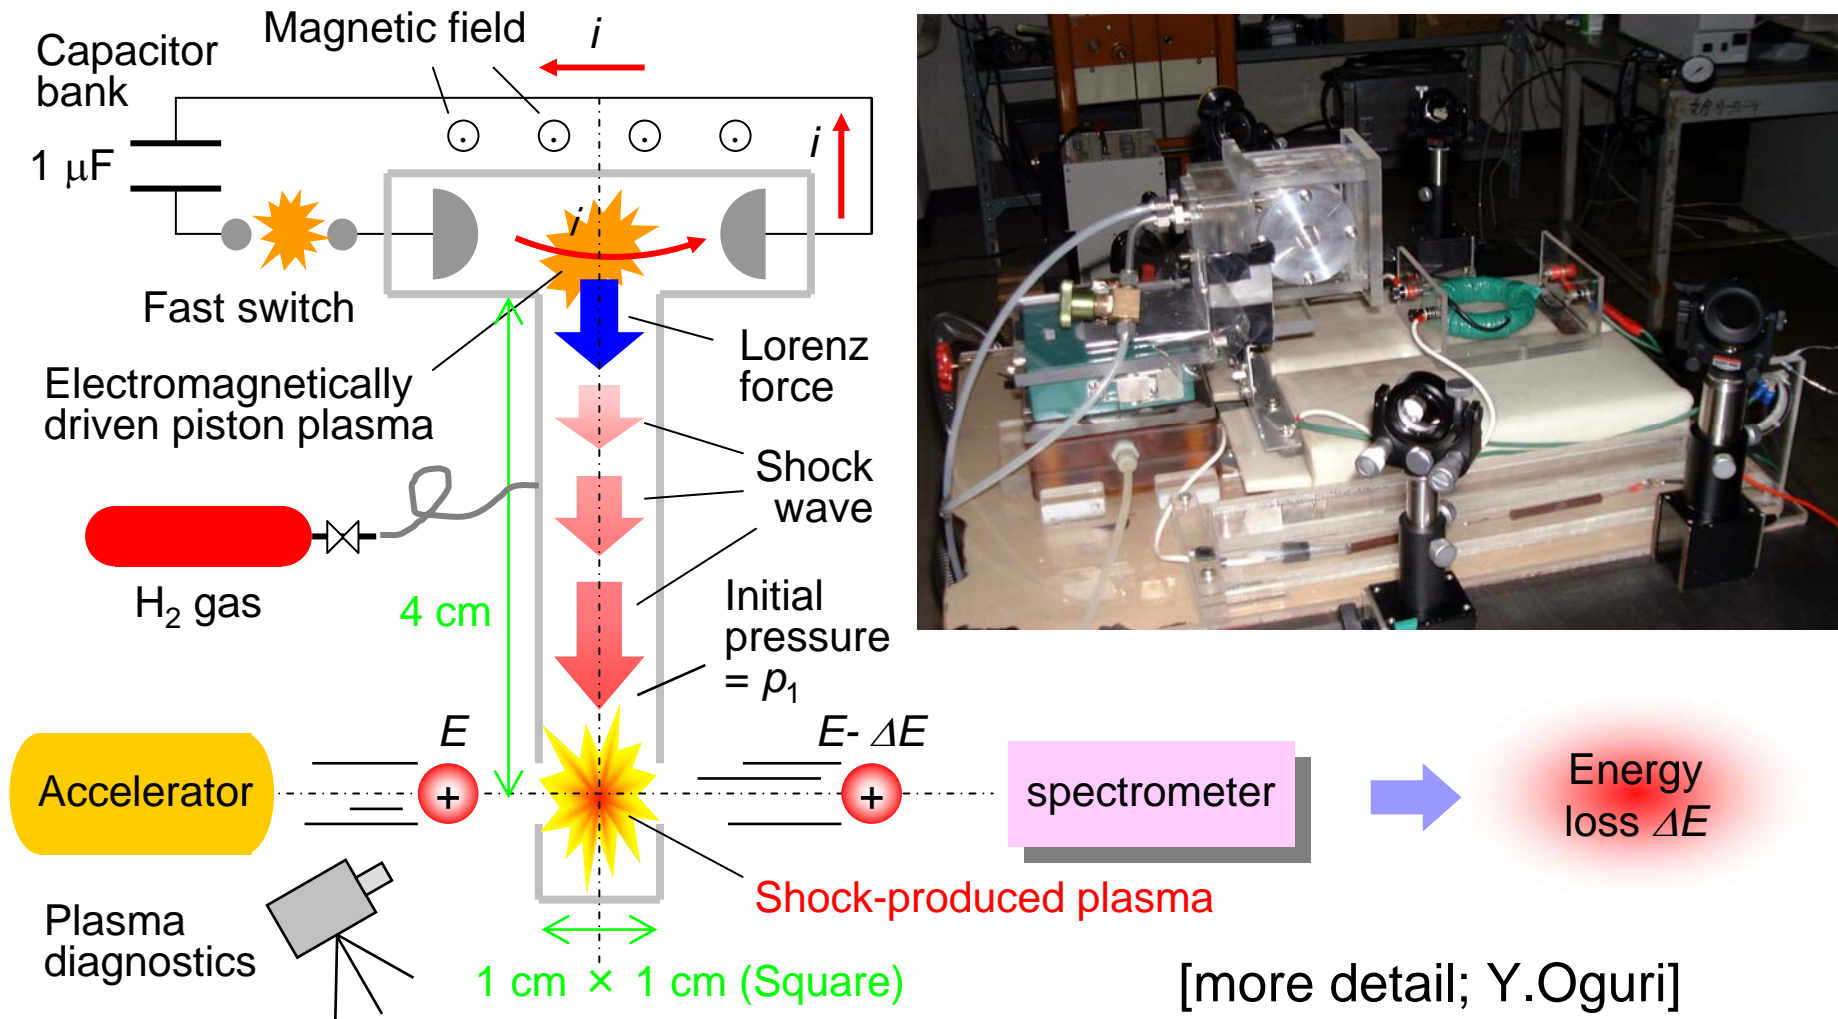 Magnetic field
i
Capacitor
bank
1 μF
i
i
Fast switch
Lorenz
force
Electromagnetically
driven piston plasma
Shock
wave
H2 gas
4 cm
Initial
pressure
= p1
E
E- ΔE
Accelerator
+
+
spectrometer
Energy
loss ΔE
Shock-produced plasma
Plasma
diagnostics
1 cm × 1 cm (Square)
[more detail; Y.Oguri]